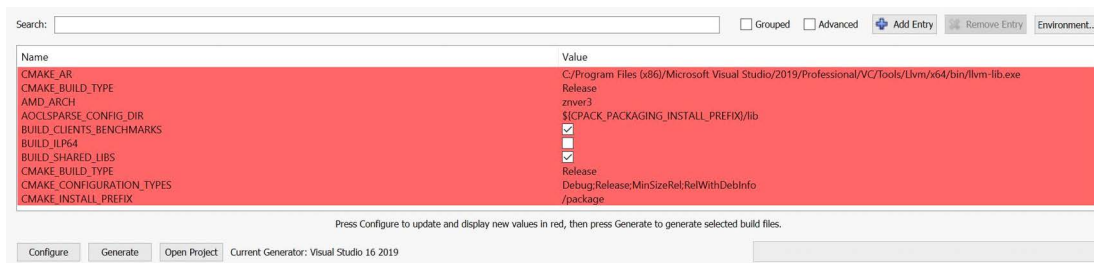 Search: Grouped Advanced Add Entry Remove Entry Environment...
Name Value
CMAKE_AR C:/Program Files (x86)/Microsoft Visual Studio/2019/Professional/VC/Tools/Llvm/x64/bin/llvm-lib.exe
CMAKE_BUILD_TYPE Release
AMD_ARCH znver3
AOCLSPARSE_CONFIG_DIR ${CPACK_PACKAGING_INSTALL_PREFIX}/lib
BUILD_CLIENTS_BENCHMARKS
BUILD_ILP64
BUILD_SHARED_LIBS
CMAKE_BUILD_TYPE Release
CMAKE_CONFIGURATION_TYPES Debug;Release;MinSizeRel;RelWithDebInfo
CMAKE_INSTALL_PREFIX /package
Press Configure to update and display new values in red, then press Generate to generate selected build files.
Configure Generate Open Project Current Generator: Visual Studio 16 2019